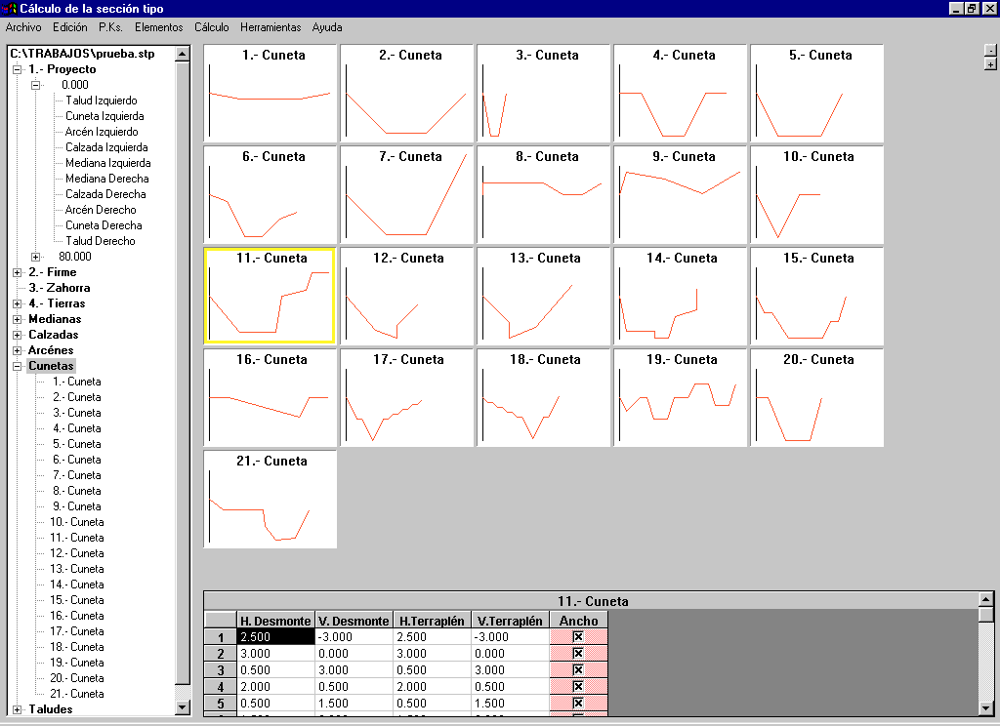 Cálculo de la sección tipo
Archivo Edición P.Ks. Elementos Cálculo Herramientas Ayuda
C:\TRABAJOS\prueba.stp
1.- Proyecto
0.000
Talud Izquierdo
Cuneta Izquierda
Arcén Izquierdo
Calzada Izquierda
Mediana Izquierda
Mediana Derecha
Calzada Derecha
Arcén Derecho
Cuneta Derecha
Talud Derecho
80.000
2.- Firme
3.- Zahorra
4.- Tierras
Medianas
Calzadas
Arcénes
Cunetas
1.- Cuneta
2.- Cuneta
3.- Cuneta
4.- Cuneta
5.- Cuneta
6.- Cuneta
7.- Cuneta
8.- Cuneta
9.- Cuneta
10.- Cuneta
11.- Cuneta
12.- Cuneta
13.- Cuneta
14.- Cuneta
15.- Cuneta
16.- Cuneta
17.- Cuneta
18.- Cuneta
19.- Cuneta
20.- Cuneta
21.- Cuneta
Taludes
1.- Cuneta 2.- Cuneta 3.- Cuneta 4.- Cuneta 5.- Cuneta
6.- Cuneta 7.- Cuneta 8.- Cuneta 9.- Cuneta 10.- Cuneta
11.- Cuneta 12.- Cuneta 13.- Cuneta 14.- Cuneta 15.- Cuneta
16.- Cuneta 17.- Cuneta 18.- Cuneta 19.- Cuneta 20.- Cuneta
21.- Cuneta
11.- Cuneta
H. Desmonte V. Desmonte H.Terraplén V.Terraplén Ancho
1 2.500 -3.000 2.500 -3.000
2 3.000 0.000 3.000 0.000
3 0.500 3.000 0.500 3.000
4 2.000 0.500 2.000 0.500
5 0.500 1.500 0.500 1.500